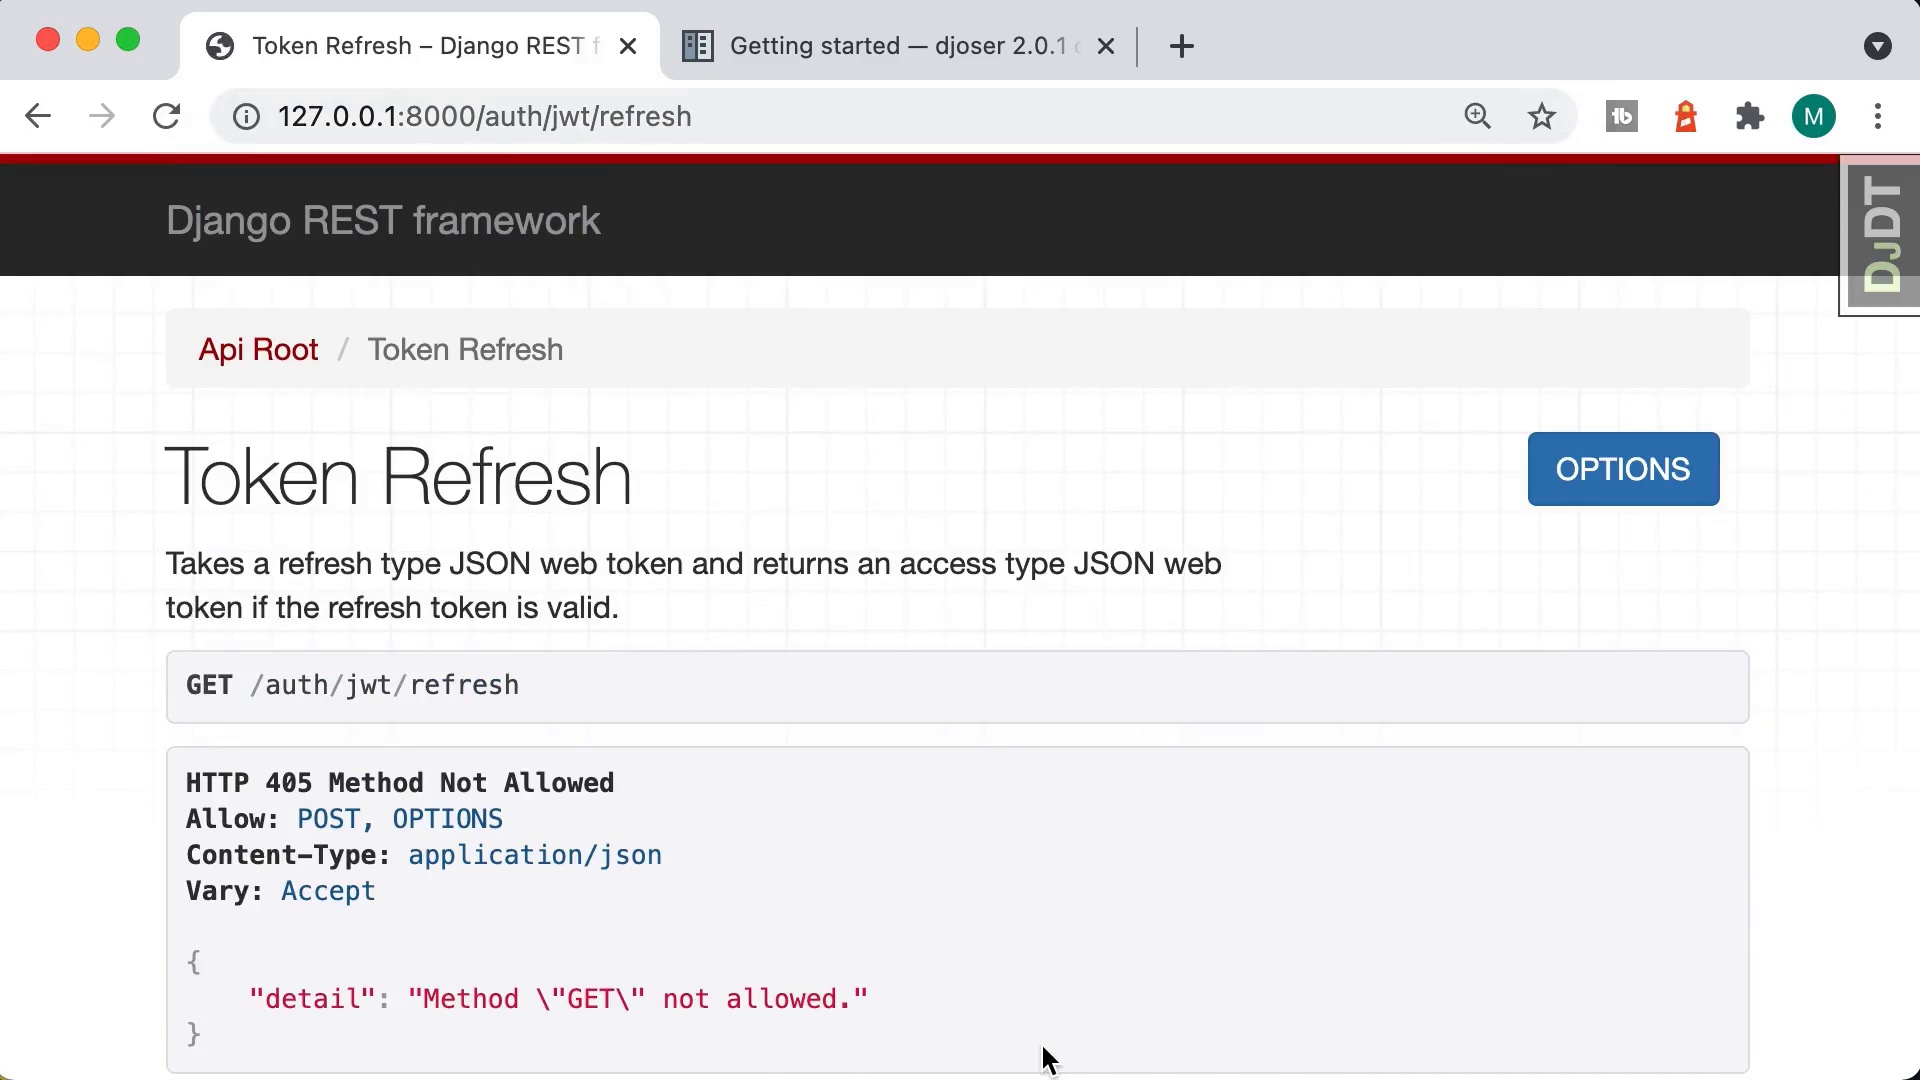 Token Refresh – Django REST f
Getting started — djoser 2.0.1
127.0.0.1:8000/auth/jwt/refresh
tb
M
Django REST framework
DJDT
Api Root / Token Refresh
Token Refresh
OPTIONS
Takes a refresh type JSON web token and returns an access type JSON web
token if the refresh token is valid.
GET /auth/jwt/refresh
HTTP 405 Method Not Allowed
Allow: POST, OPTIONS
Content-Type: application/json
Vary: Accept
{
"detail": "Method \"GET\" not allowed."
}